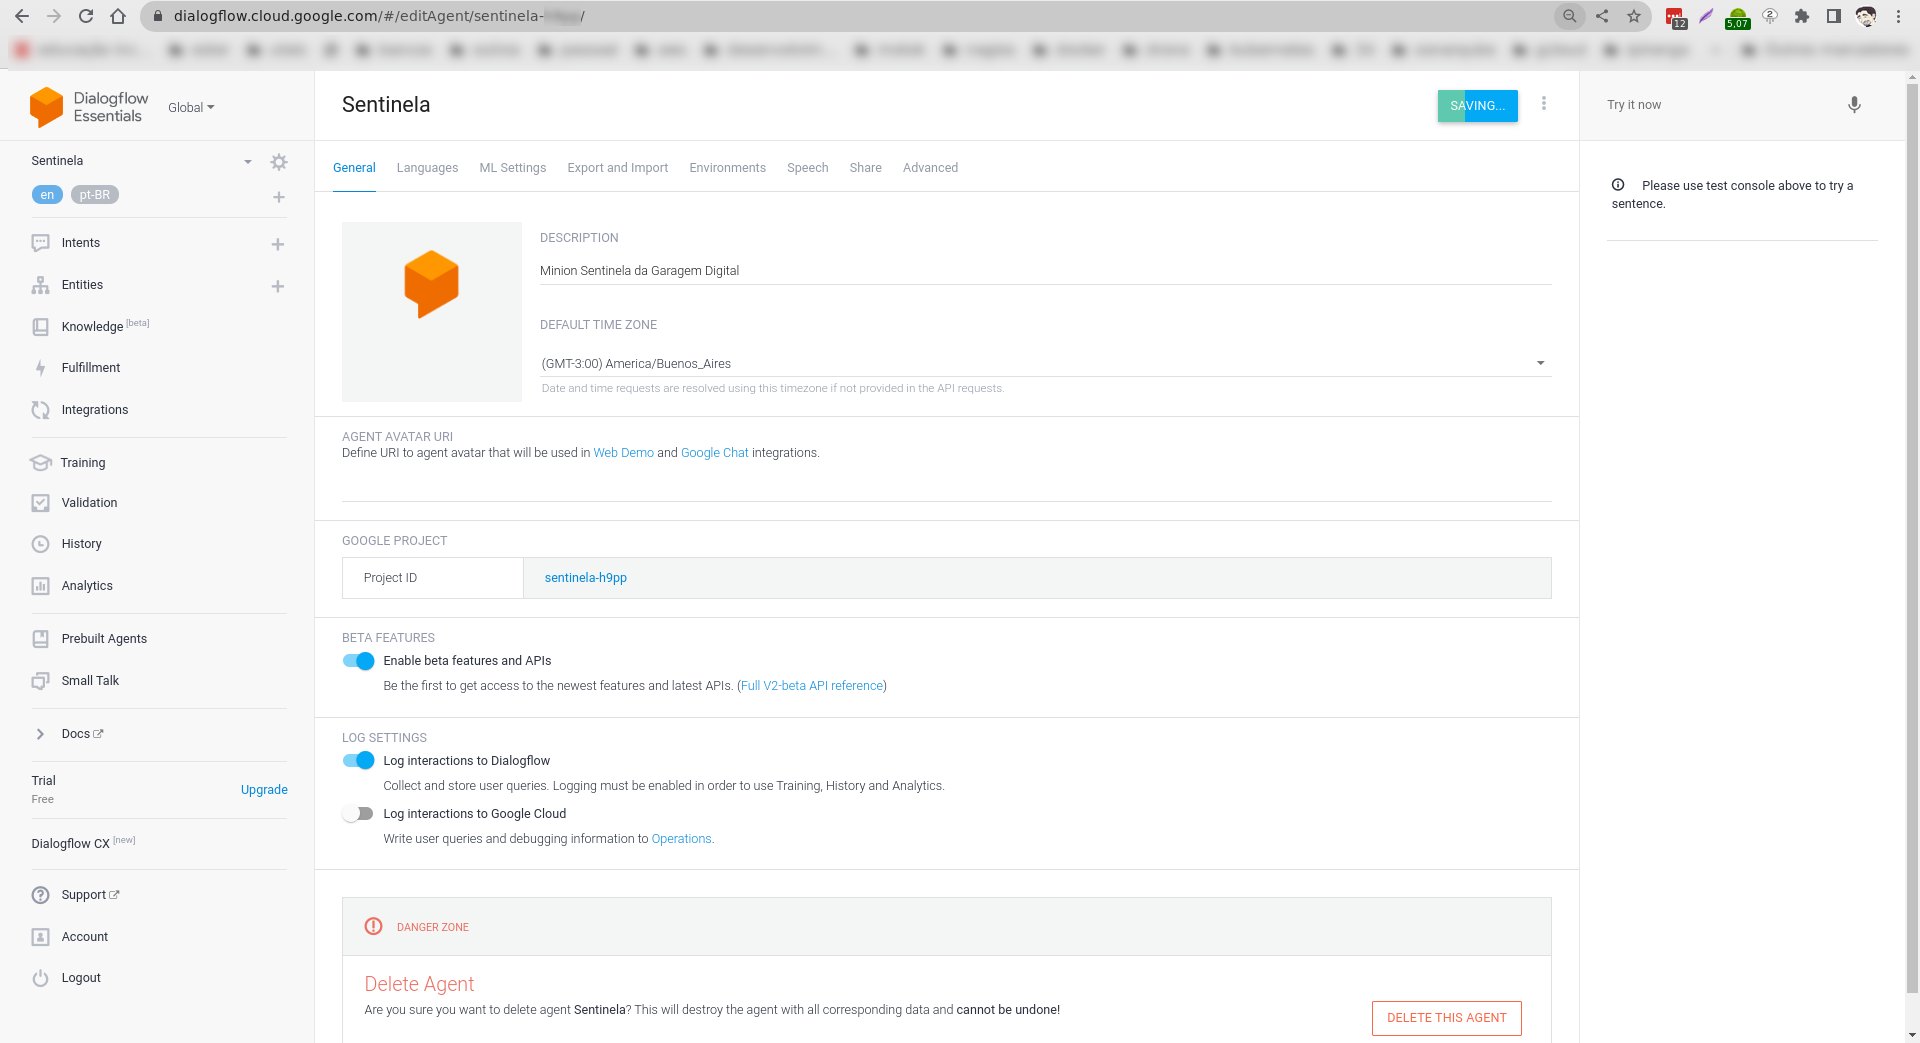 dialogflow.cloud.google.com/#/editAgent/sentinela-
12
5,07
Dialogflow
Essentials
Global
Sentinela
SAVING...
Try it now
Sentinela
en
pt-BR
General
Languages
ML Settings
Export and Import
Environments
Speech
Share
Advanced
Please use test console above to try a
sentence.
Intents
Entities
Knowledge [beta]
Fulfillment
Integrations
Training
Validation
History
Analytics
Prebuilt Agents
Small Talk
Docs
Trial
Free
Upgrade
Dialogflow CX [new]
Support
Account
Logout
DESCRIPTION
Minion Sentinela da Garagem Digital
DEFAULT TIME ZONE
(GMT-3:00) America/Buenos_Aires
Date and time requests are resolved using this timezone if not provided in the API requests.
AGENT AVATAR URI
Define URI to agent avatar that will be used in Web Demo and Google Chat integrations.
GOOGLE PROJECT
Project ID
sentinela-h9pp
BETA FEATURES
Enable beta features and APIs
Be the first to get access to the newest features and latest APIs. (Full V2-beta API reference)
LOG SETTINGS
Log interactions to Dialogflow
Collect and store user queries. Logging must be enabled in order to use Training, History and Analytics.
Log interactions to Google Cloud
Write user queries and debugging information to Operations.
DANGER ZONE
Delete Agent
Are you sure you want to delete agent Sentinela? This will destroy the agent with all corresponding data and cannot be undone!
DELETE THIS AGENT